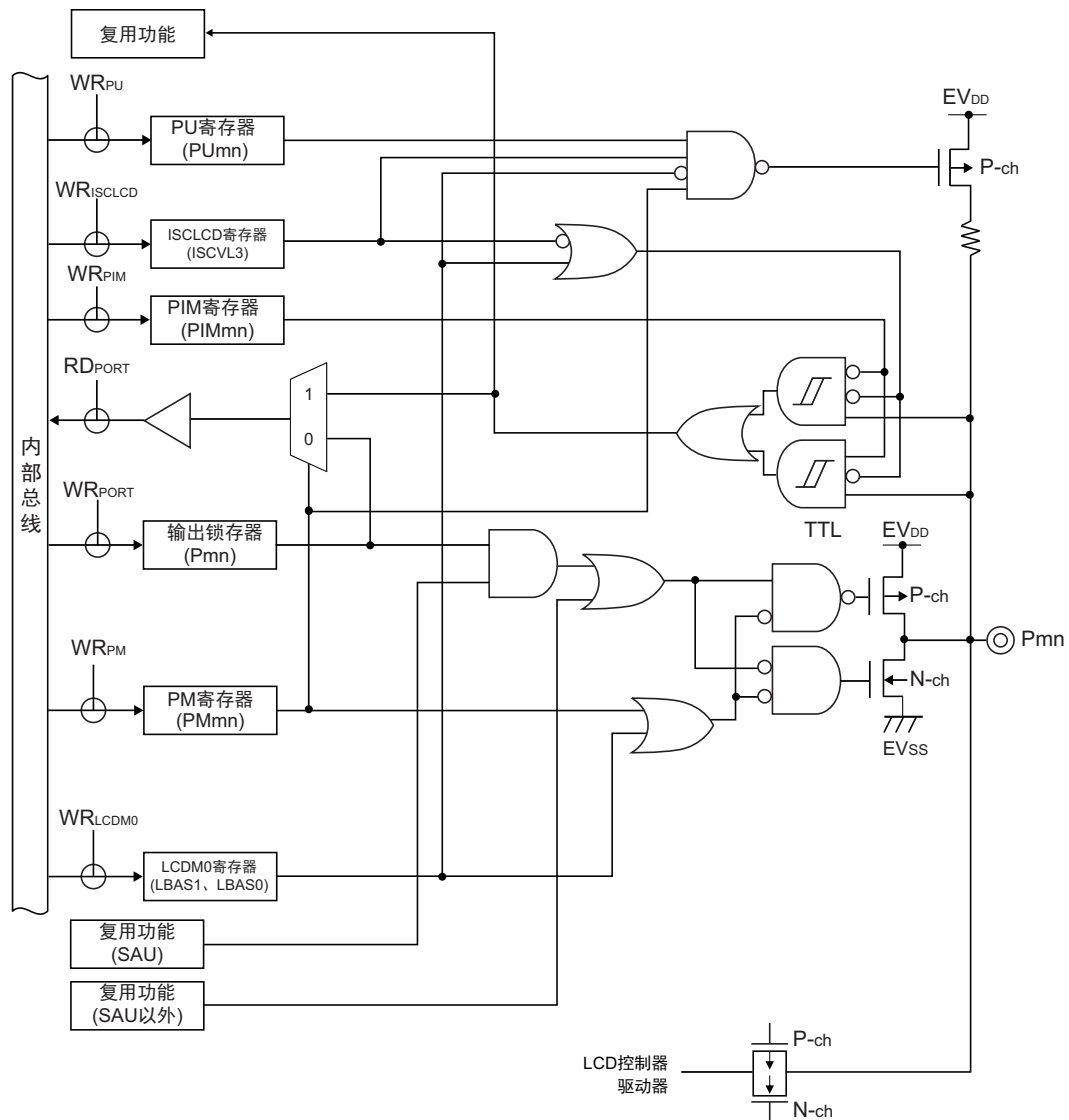 复用功能
WRPU
EVDD
PU寄存器
(PUmn)
P-ch
WRISCLCD
ISCLCD寄存器
(ISCVL3)
WRPIM
PIM寄存器
(PIMmn)
RDPORT
1
0
内部总线
WRPORT
TTL
EVDD
输出锁存器
(Pmn)
P-ch
Pmn
WRPM
N-ch
PM寄存器
(PMmn)
EVSS
WRLCDM0
LCDM0寄存器
(LBAS1、LBAS0)
复用功能
(SAU)
复用功能
(SAU以外)
P-ch
LCD控制器
驱动器
N-ch